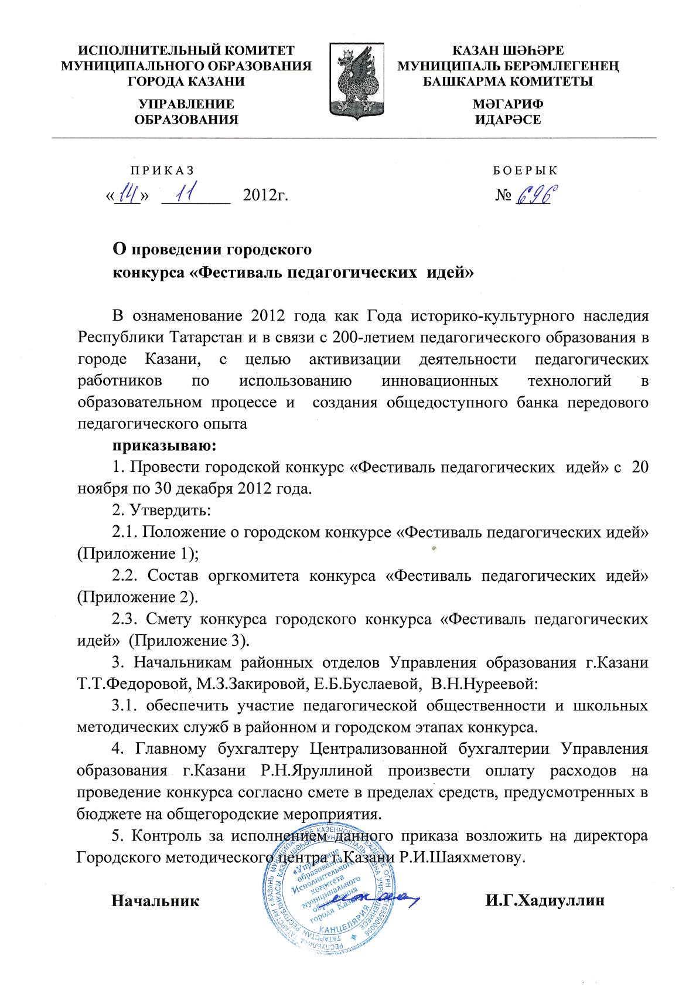 ИСПОЛНИТЕЛЬНЫЙ КОМИТЕТ
МУНИЦИПАЛЬНОГО ОБРАЗОВАНИЯ
ГОРОДА КАЗАНИ
УПРАВЛЕНИЕ
ОБРАЗОВАНИЯ
КАЗАН ШӘҺӘРЕ
МУНИЦИПАЛЬ БЕРӘМЛЕГЕНЕҢ
БАШКАРМА КОМИТЕТЫ
МӘГАРИФ
ИДАРӘСЕ
ПРИКАЗ
БОЕРЫК
«14» 11 2012г.
№ 696
О проведении городского
конкурса «Фестиваль педагогических идей»
В ознаменование 2012 года как Года историко-культурного наследия
Республики Татарстан и в связи с 200-летием педагогического образования в
городе Казани, с целью активизации деятельности педагогических
работников по использованию инновационных технологий в
образовательном процессе и создания общедоступного банка передового
педагогического опыта
приказываю:
1. Провести городской конкурс «Фестиваль педагогических идей» с 20
ноября по 30 декабря 2012 года.
2. Утвердить:
2.1. Положение о городском конкурсе «Фестиваль педагогических идей»
(Приложение 1);
2.2. Состав оргкомитета конкурса «Фестиваль педагогических идей»
(Приложение 2).
2.3. Смету конкурса городского конкурса «Фестиваль педагогических
идей» (Приложение 3).
3. Начальникам районных отделов Управления образования г.Казани
Т.Т.Федоровой, М.З.Закировой, Е.Б.Буслаевой, В.Н.Нуреевой:
3.1. обеспечить участие педагогической общественности и школьных
методических служб в районном и городском этапах конкурса.
4. Главному бухгалтеру Централизованной бухгалтерии Управления
образования г.Казани Р.Н.Яруллиной произвести оплату расходов на
проведение конкурса согласно смете в пределах средств, предусмотренных в
бюджете на общегородские мероприятия.
5. Контроль за исполнением данного приказа возложить на директора
Городского методического центра г.Казани Р.И.Шаяхметову.
Начальник
И.Г.Хадиуллин
«Управление
образования
Исполнительного
комитета
муниципального
образования
города Казани»
КАНЦЕЛЯРИЯ